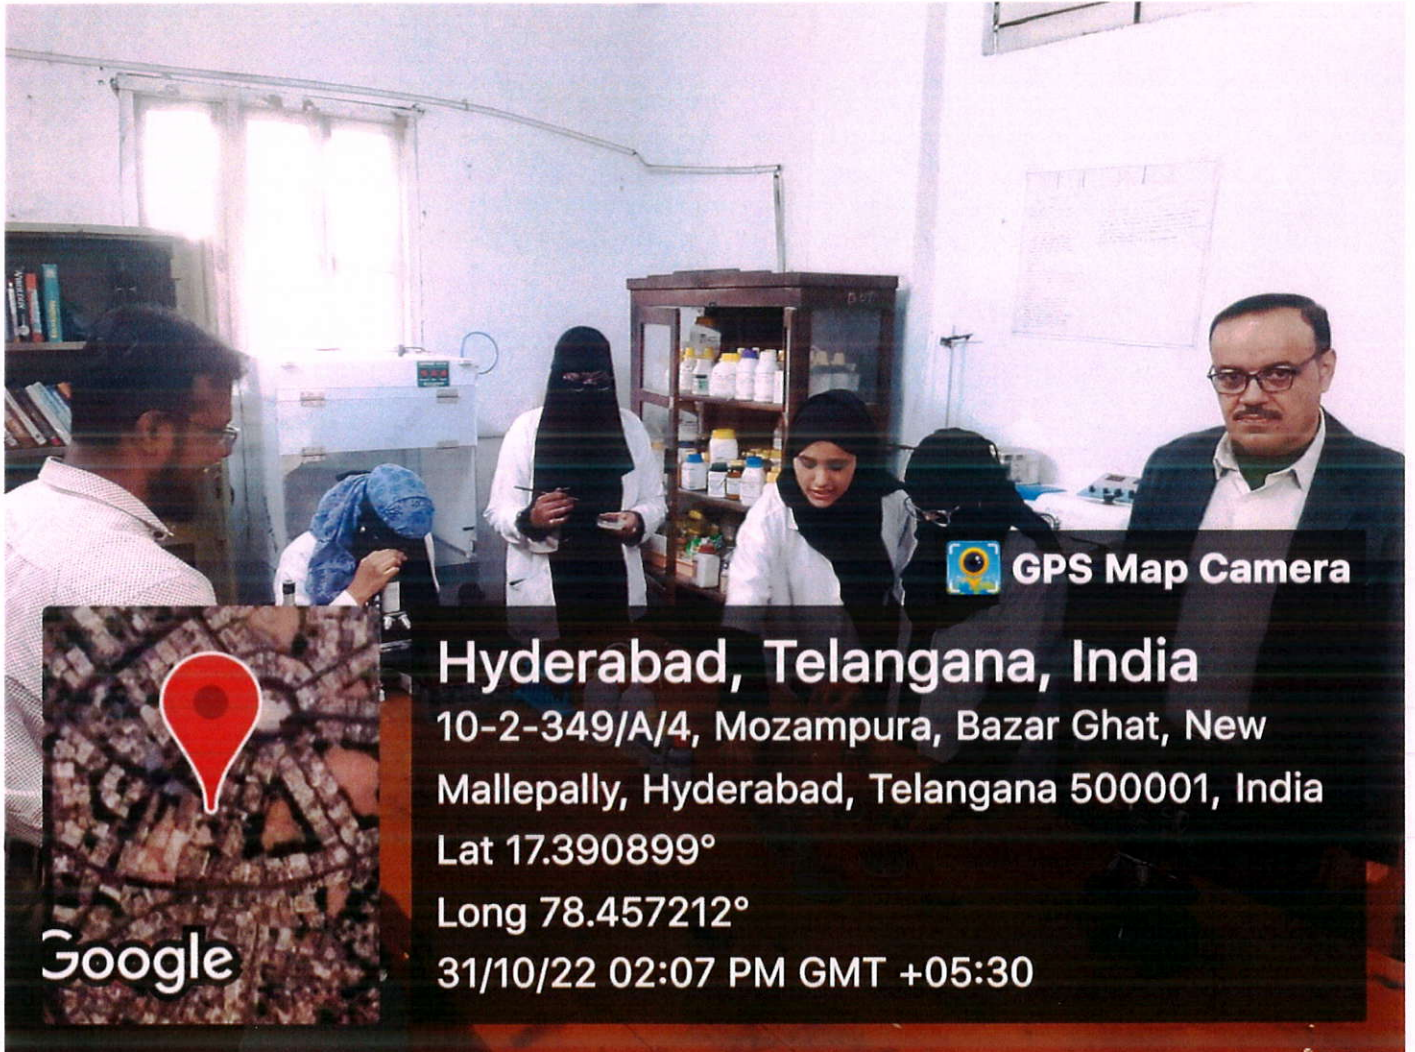 GPS Map Camera
Hyderabad, Telangana, India
10-2-349/A/4, Mozampura, Bazar Ghat, New
Mallepally, Hyderabad, Telangana 500001, India
Lat 17.390899°
Long 78.457212°
31/10/22 02:07 PM GMT +05:30
Google